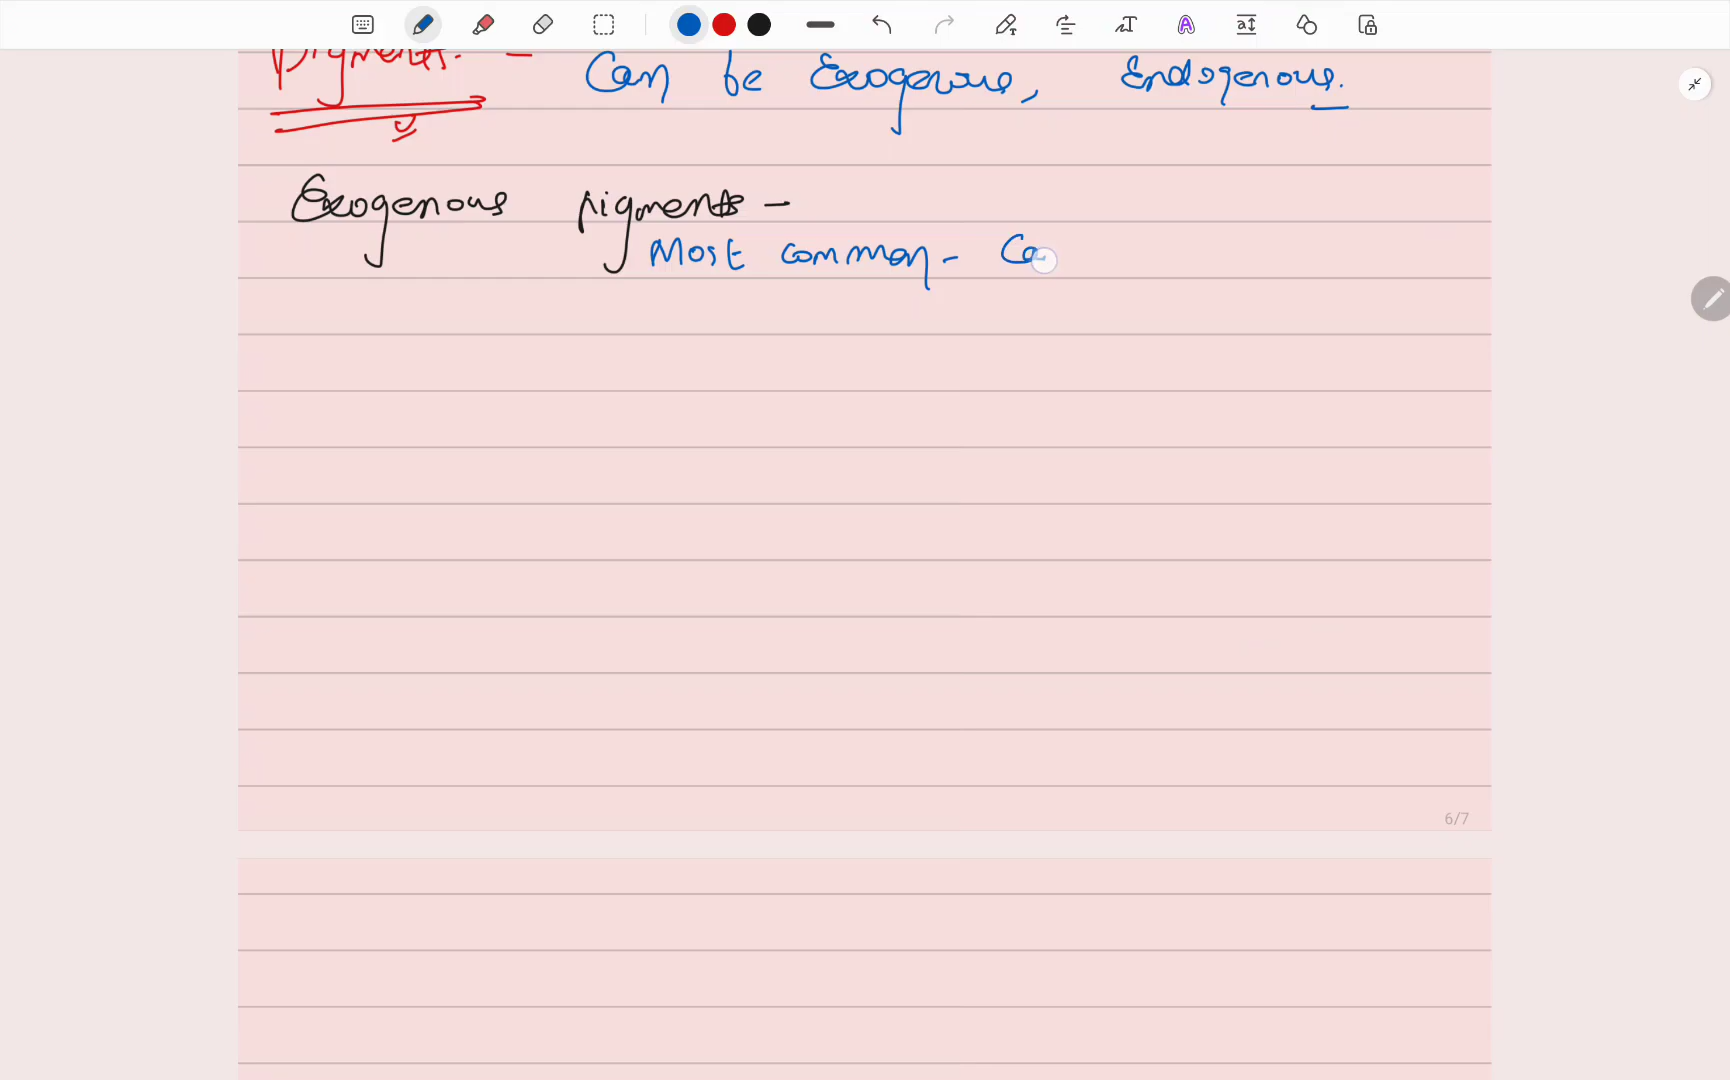 Pigments. - Can be Exogenous, Endogenous.
Exogenous pigments -
Most common - Ca
6/7